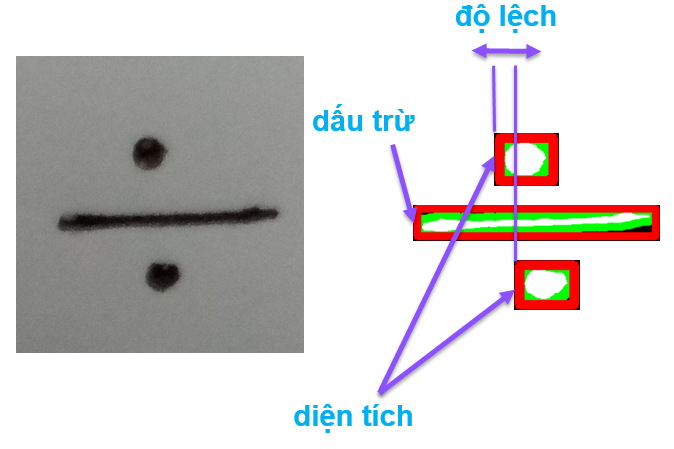 độ lệch
dấu trừ
diện tích